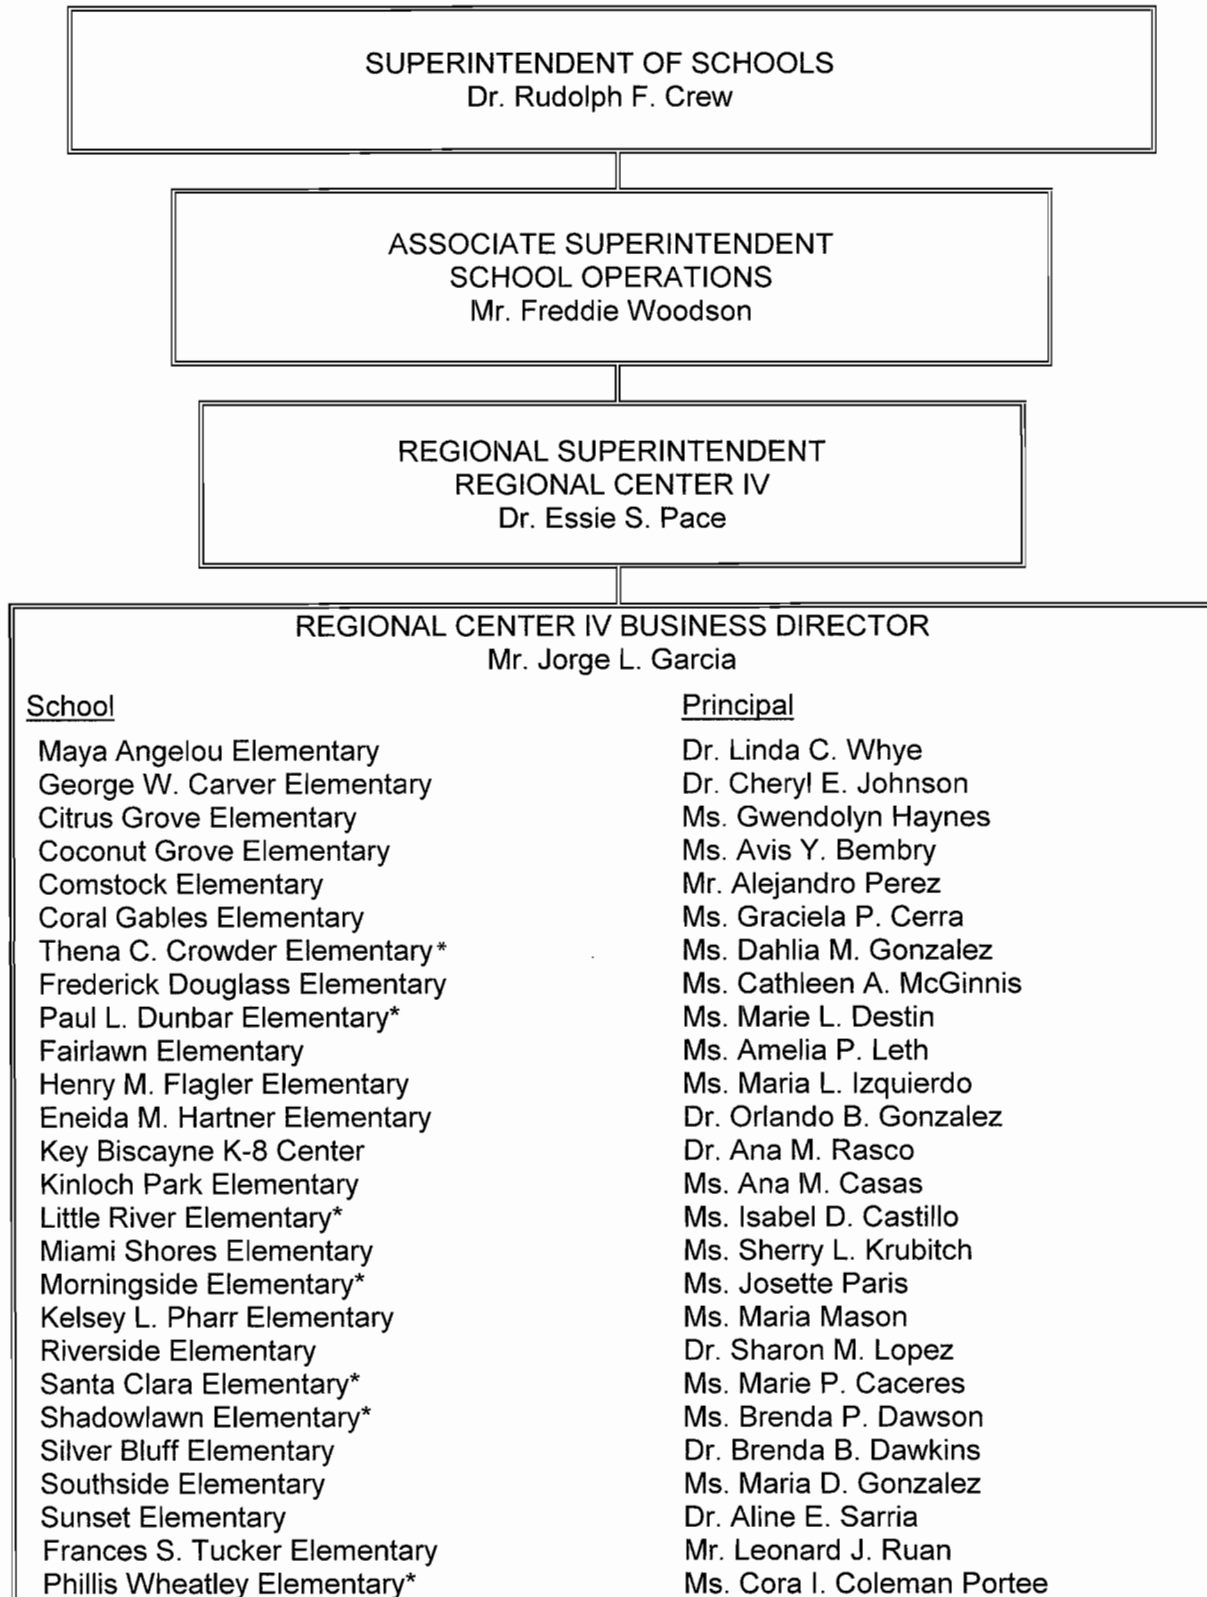 SUPERINTENDENT OF SCHOOLS
Dr. Rudolph F. Crew
ASSOCIATE SUPERINTENDENT
SCHOOL OPERATIONS
Mr. Freddie Woodson
REGIONAL SUPERINTENDENT
REGIONAL CENTER IV
Dr. Essie S. Pace
REGIONAL CENTER IV BUSINESS DIRECTOR
Mr. Jorge L. Garcia
School Principal
Maya Angelou Elementary Dr. Linda C. Whye
George W. Carver Elementary Dr. Cheryl E. Johnson
Citrus Grove Elementary Ms. Gwendolyn Haynes
Coconut Grove Elementary Ms. Avis Y. Bembry
Comstock Elementary Mr. Alejandro Perez
Coral Gables Elementary Ms. Graciela P. Cerra
Thena C. Crowder Elementary* Ms. Dahlia M. Gonzalez
Frederick Douglass Elementary Ms. Cathleen A. McGinnis
Paul L. Dunbar Elementary* Ms. Marie L. Destin
Fairlawn Elementary Ms. Amelia P. Leth
Henry M. Flagler Elementary Ms. Maria L. Izquierdo
Eneida M. Hartner Elementary Dr. Orlando B. Gonzalez
Key Biscayne K-8 Center Dr. Ana M. Rasco
Kinloch Park Elementary Ms. Ana M. Casas
Little River Elementary* Ms. Isabel D. Castillo
Miami Shores Elementary Ms. Sherry L. Krubitch
Morningside Elementary* Ms. Josette Paris
Kelsey L. Pharr Elementary Ms. Maria Mason
Riverside Elementary Dr. Sharon M. Lopez
Santa Clara Elementary* Ms. Marie P. Caceres
Shadowlawn Elementary* Ms. Brenda P. Dawson
Silver Bluff Elementary Dr. Brenda B. Dawkins
Southside Elementary Ms. Maria D. Gonzalez
Sunset Elementary Dr. Aline E. Sarria
Frances S. Tucker Elementary Mr. Leonard J. Ruan
Phillis Wheatley Elementary* Ms. Cora I. Coleman Portee